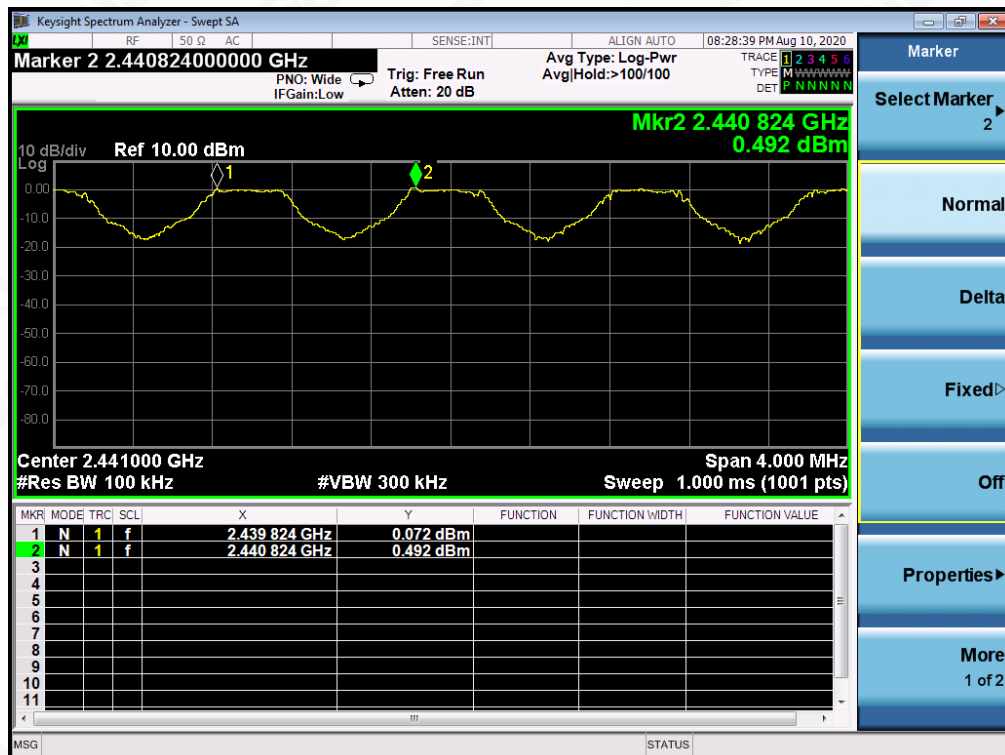 Keysight Spectrum Analyzer - Swept SA
LXI RF 50 Ω AC SENSE:INT ALIGN AUTO 08:28:39 PM Aug 10, 2020
Marker 2 2.440824000000 GHz
PNO: Wide
IFGain:Low
Trig: Free Run
Atten: 20 dB
Avg Type: Log-Pwr
Avg|Hold:>100/100
TRACE 1 2 3 4 5 6
TYPE M WWWWW
DET P N N N N N
Mkr2 2.440 824 GHz
0.492 dBm
10 dB/div Ref 10.00 dBm
Log
1
2
0.00
-10.0
-20.0
-30.0
-40.0
-50.0
-60.0
-70.0
-80.0
Center 2.441000 GHz Span 4.000 MHz
#Res BW 100 kHz #VBW 300 kHz Sweep 1.000 ms (1001 pts)
MKR MODE TRC SCL X Y FUNCTION FUNCTION WIDTH FUNCTION VALUE
1 N 1 f 2.439 824 GHz 0.072 dBm
2 N 1 f 2.440 824 GHz 0.492 dBm
3
4
5
6
7
8
9
10
11
MSG STATUS
Marker
Select Marker
2
Normal
Delta
Fixed
Off
Properties
More
1 of 2